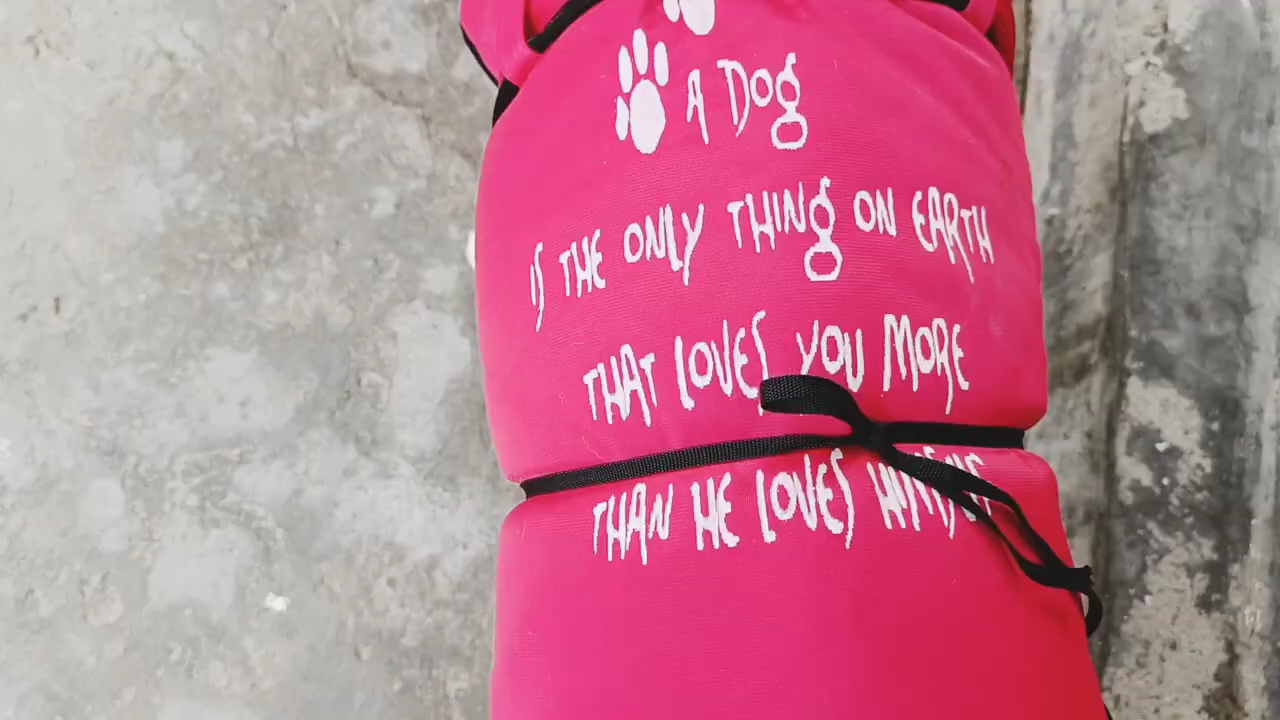 A Dog
IS THE ONLY THING ON EARTH
THAT LOVES YOU MORE
THAN HE LOVES